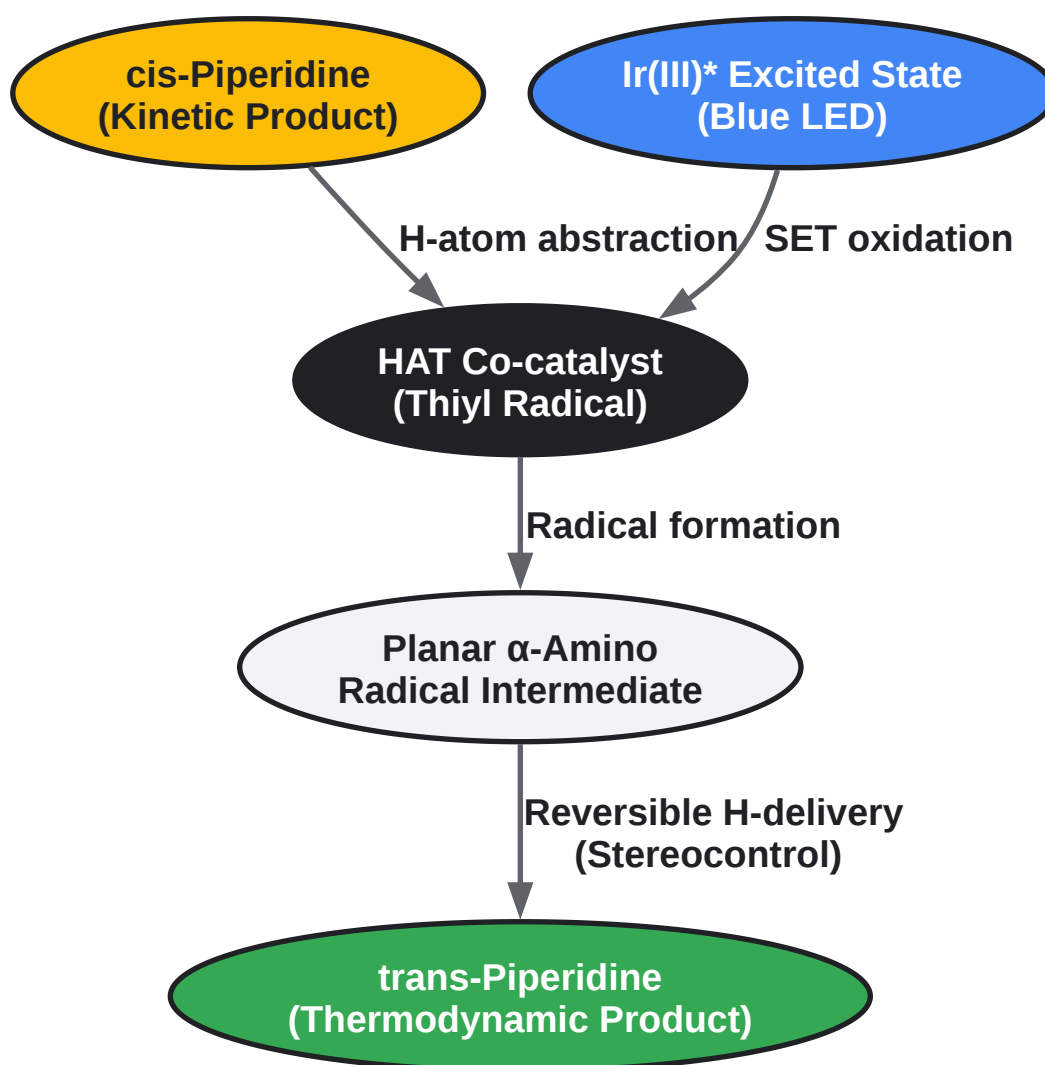 cis-Piperidine
(Kinetic Product)
Ir(III)* Excited State
(Blue LED)
H-atom abstraction
SET oxidation
HAT Co-catalyst
(Thiyl Radical)
Radical formation
Planar α-Amino
Radical Intermediate
Reversible H-delivery
(Stereocontrol)
trans-Piperidine
(Thermodynamic Product)